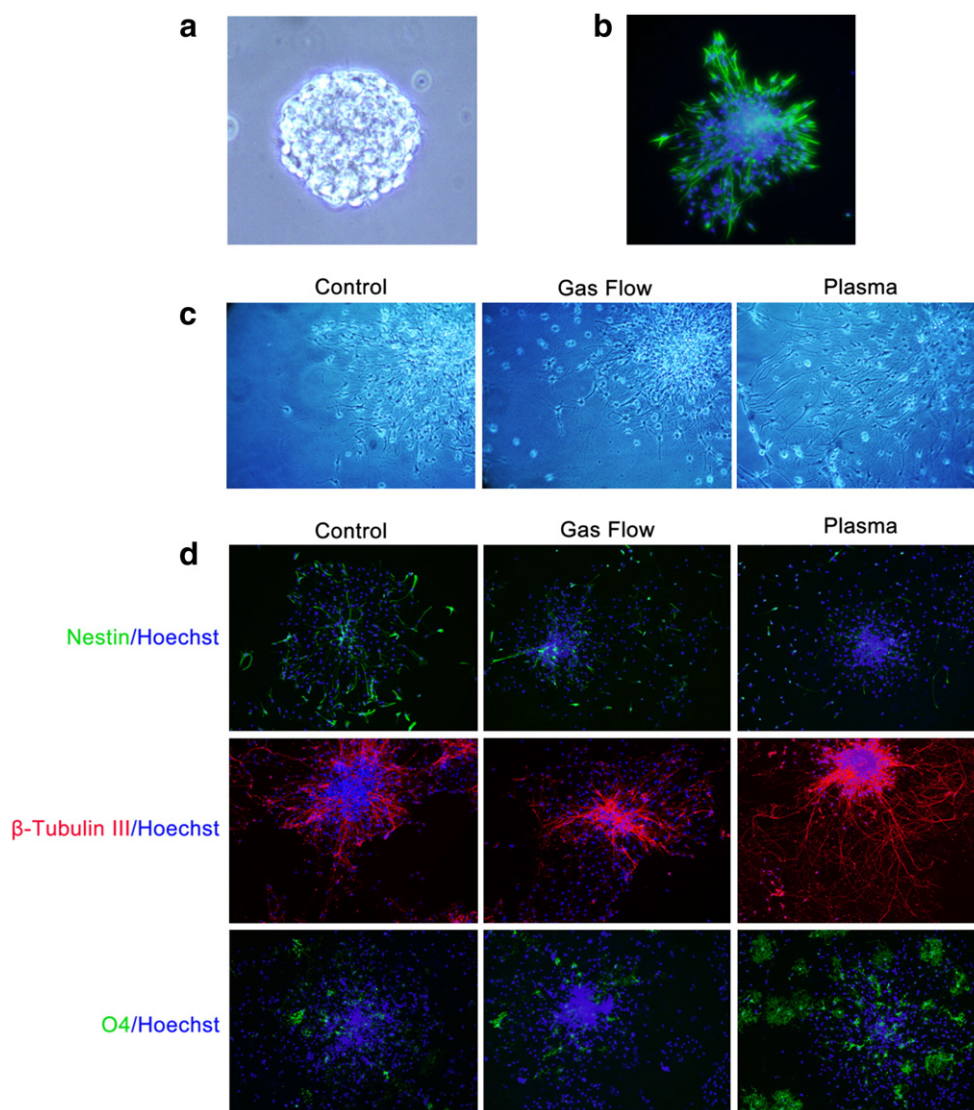 a
b
Control Gas Flow Plasma
c
Control Gas Flow Plasma
d
Nestin/Hoechst
β-Tubulin III/Hoechst
O4/Hoechst